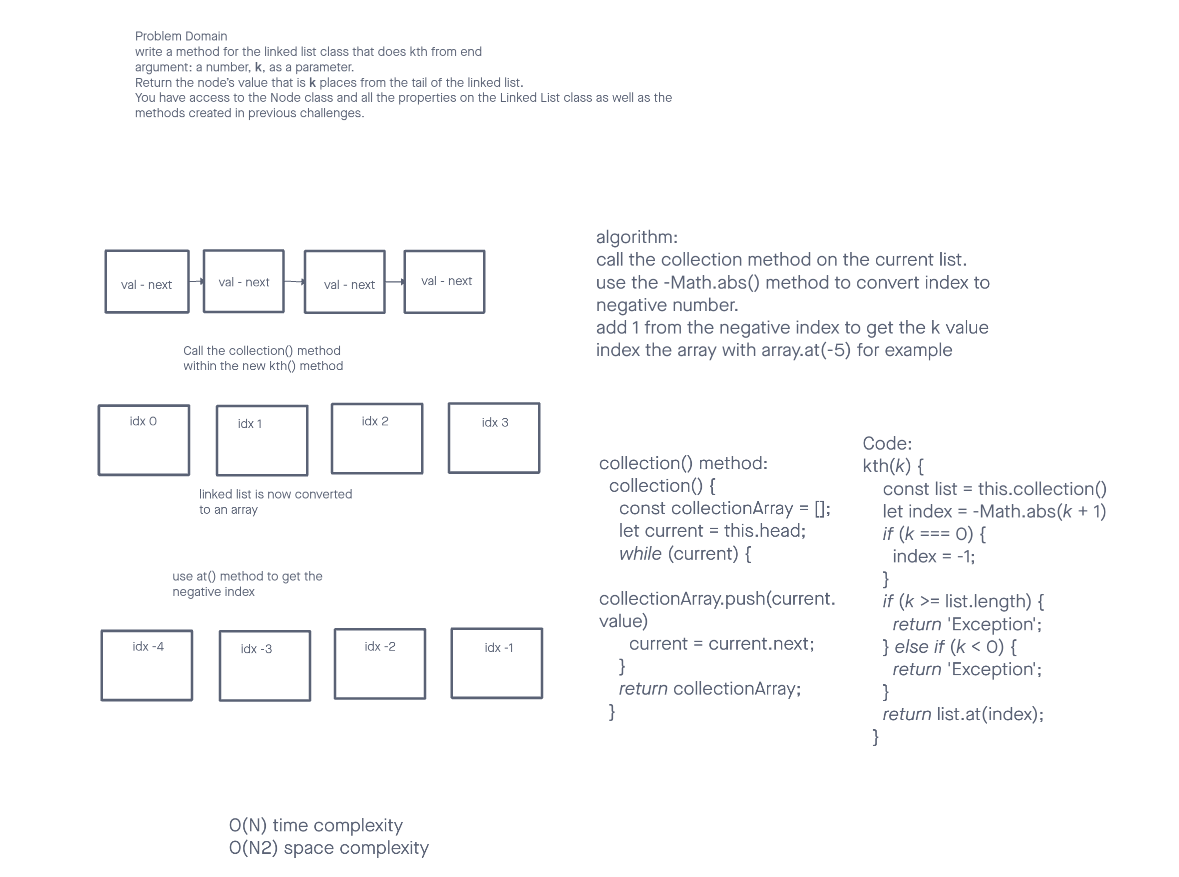 Problem Domain
write a method for the linked list class that does kth from end
argument: a number, k, as a parameter.
Return the node's value that is k places from the tail of the linked list.
You have access to the Node class and all the properties on the Linked List class as well as the
methods created in previous challenges.
val - next
val - next
val - next
val - next
Call the collection() method
within the new kth() method
idx 0
idx 1
idx 2
idx 3
linked list is now converted
to an array
use at() method to get the
negative index
idx -4
idx -3
idx -2
idx -1
O(N) time complexity
O(N2) space complexity
algorithm:
call the collection method on the current list.
use the -Math.abs() method to convert index to
negative number.
add 1 from the negative index to get the k value
index the array with array.at(-5) for example
collection() method:
collection() {
const collectionArray = [];
let current = this.head;
while (current) {
collectionArray.push(current.
value)
current = current.next;
}
return collectionArray;
}
Code:
kth(k) {
const list = this.collection()
let index = -Math.abs(k + 1)
if (k === 0) {
index = -1;
}
if (k >= list.length) {
return 'Exception';
} else if (k < 0) {
return 'Exception';
}
return list.at(index);
}